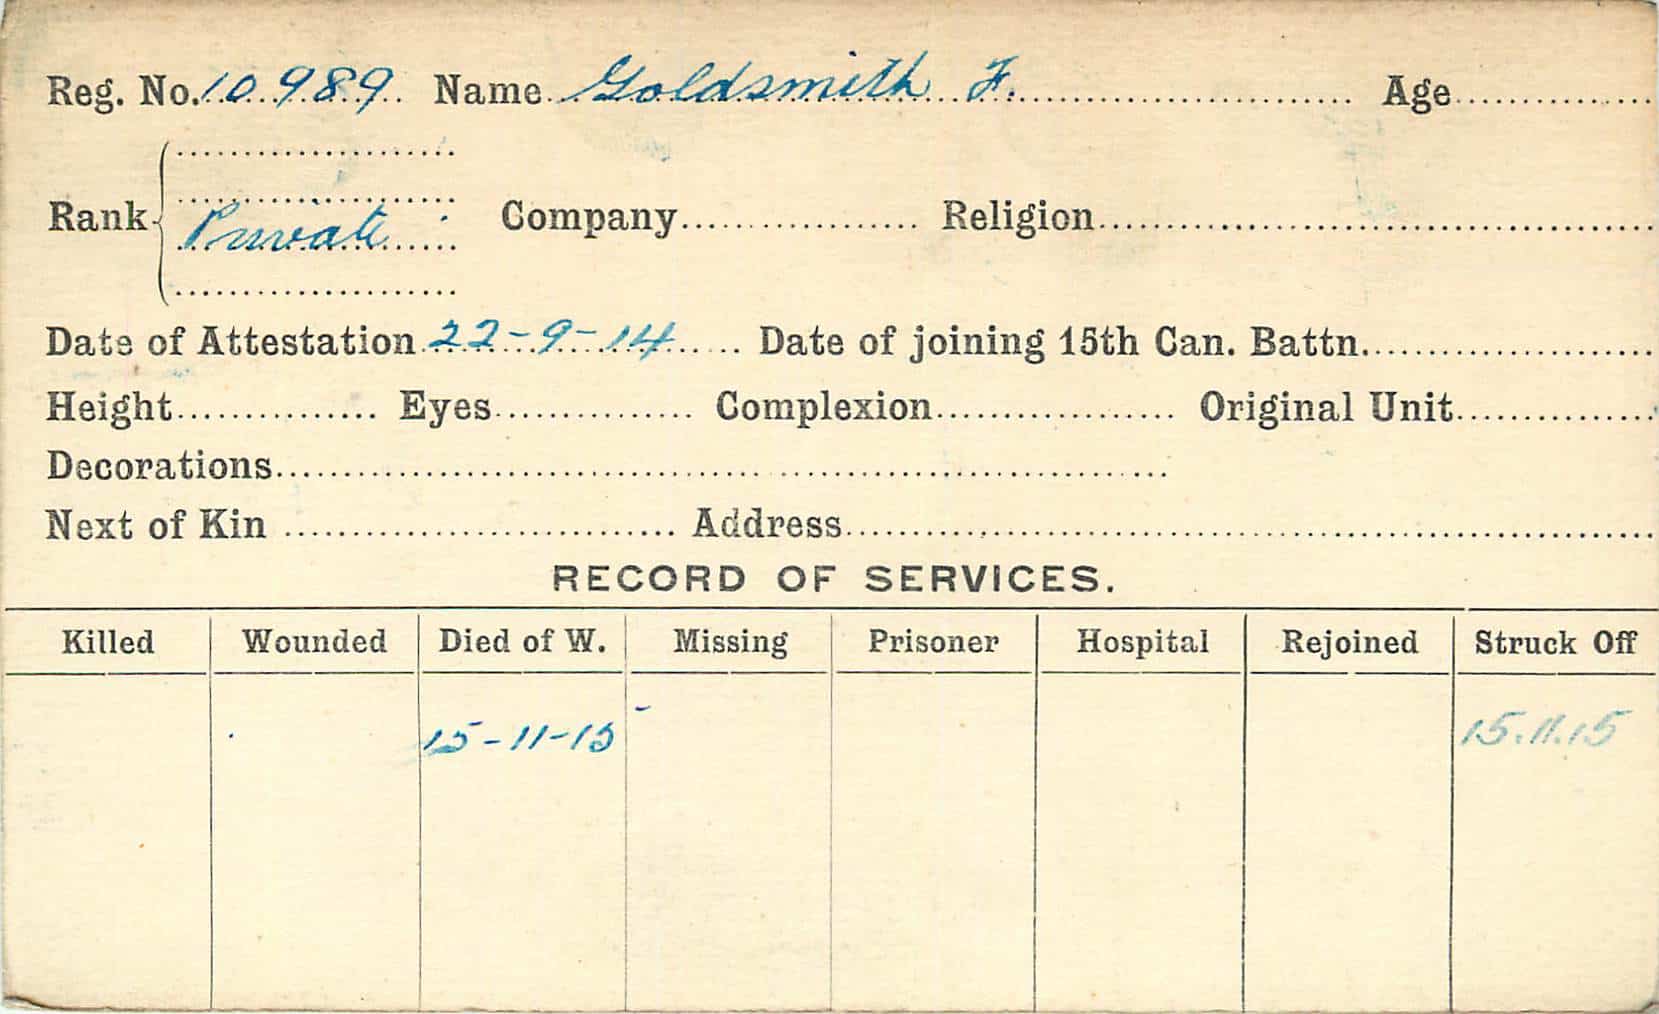 Reg. No. 10989 Name Goldsmith F. Age
Rank Private Company Religion
Date of Attestation 22-9-14 Date of joining 15th Can. Battn.
Height Eyes Complexion Original Unit
Decorations
Next of Kin Address
RECORD OF SERVICES.
Killed Wounded Died of W. Missing Prisoner Hospital Rejoined Struck Off
15-11-15 15.11.15